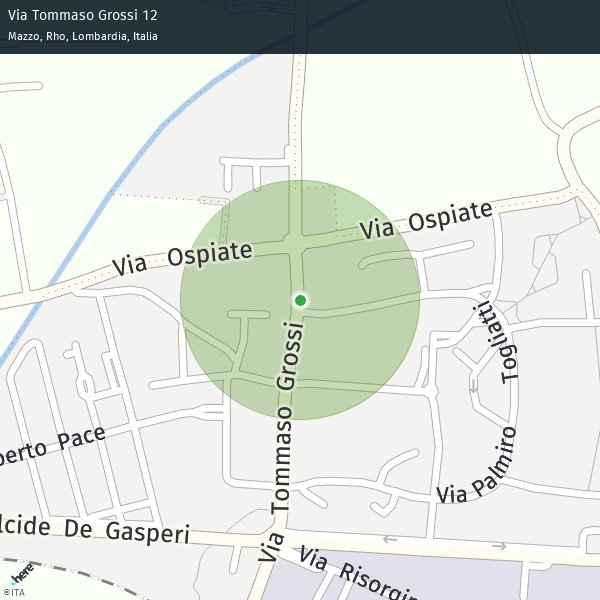 Via Tommaso Grossi 12
Mazzo, Rho, Lombardia, Italia
Via Ospiate
Via Ospiate
Via Tommaso Grossi
Togliatti
Via Palmiro
berto Pace
lcide De Gasperi
Via Risorgim
here
©ITA